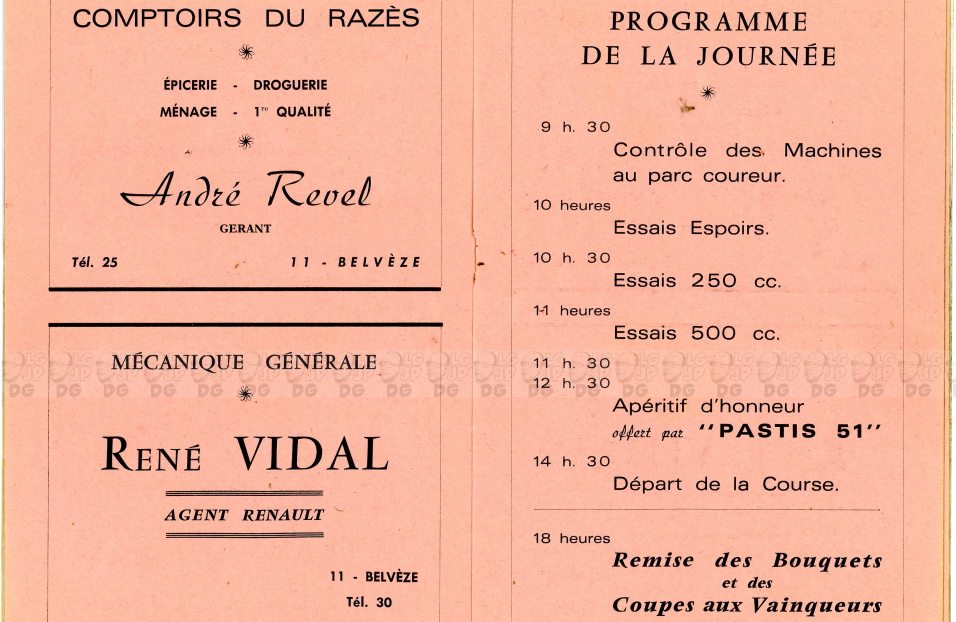 COMPTOIRS DU RAZÈS
ÉPICERIE - DROGUERIE
MÉNAGE - 1re QUALITÉ
André Revel
GERANT
Tél. 25 11 - BELVÈZE
MÉCANIQUE GÉNÉRALE
RENÉ VIDAL
AGENT RENAULT
11 - BELVÈZE
Tél. 30
PROGRAMME
DE LA JOURNÉE
9 h. 30
Contrôle des Machines
au parc coureur.
10 heures
Essais Espoirs.
10 h. 30
Essais 250 cc.
11 heures
Essais 500 cc.
11 h. 30
12 h. 30
Apéritif d'honneur
offert par "PASTIS 51"
14 h. 30
Départ de la Course.
18 heures
Remise des Bouquets
et des
Coupes aux Vainqueurs